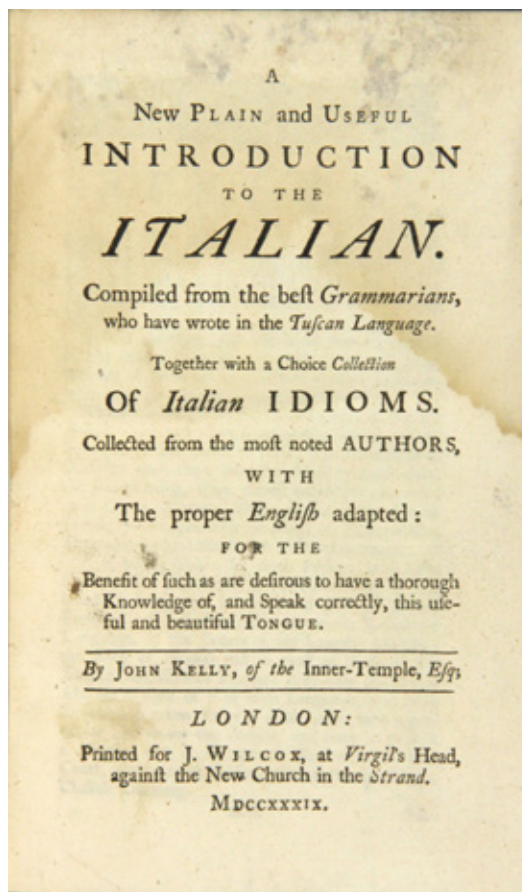 A
New PLAIN and USEFUL
INTRODUCTION
TO THE
ITALIAN.
Compiled from the beſt Grammarians,
who have wrote in the Tuſcan Language.
Together with a Choice Collection
Of Italian IDIOMS.
Collected from the moſt noted AUTHORS,
WITH
The proper Engliſh adapted:
FOR THE
Benefit of ſuch as are deſirous to have a thorough
Knowledge of, and Speak correctly, this uſe-
ful and beautiful TONGUE.
By JOHN KELLY, of the Inner-Temple, Eſq;
LONDON:
Printed for J. WILCOX, at Virgil's Head,
againſt the New Church in the Strand.
MDCCXXXIX.